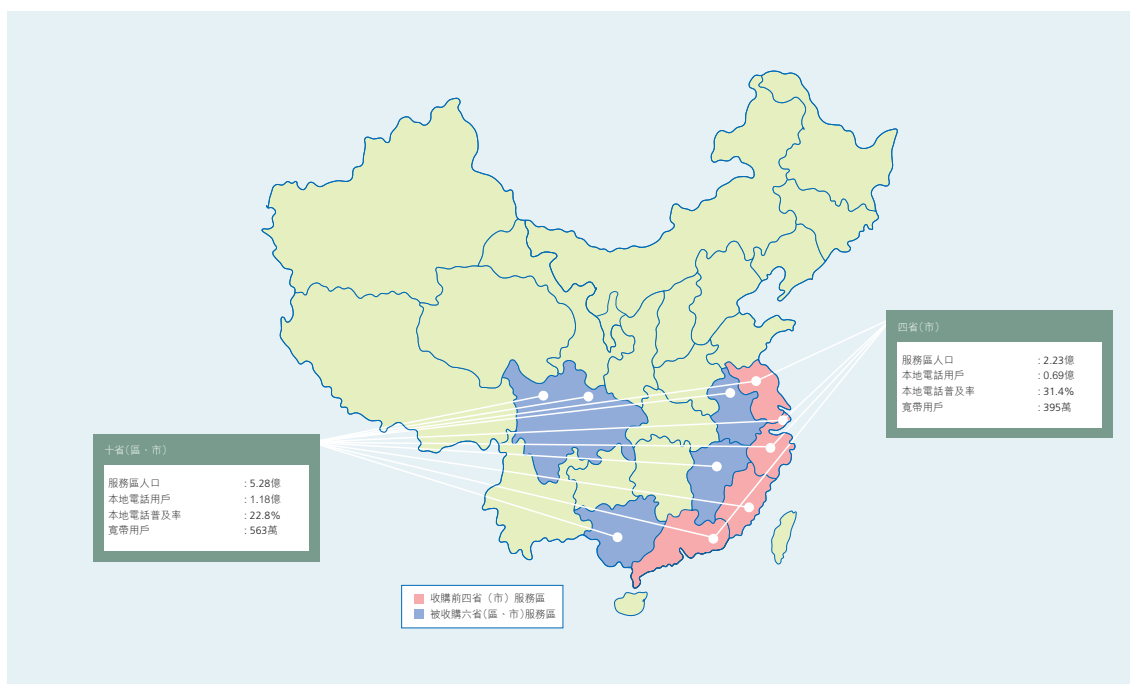 四省(市)
服務區人口 : 2.23億
本地電話用戶 : 0.69億
本地電話普及率 : 31.4%
寬帶用戶 : 395萬
十省(區、市)
服務區人口 : 5.28億
本地電話用戶 : 1.18億
本地電話普及率 : 22.8%
寬帶用戶 : 563萬
收購前四省（市）服務區
被收購六省(區、市)服務區